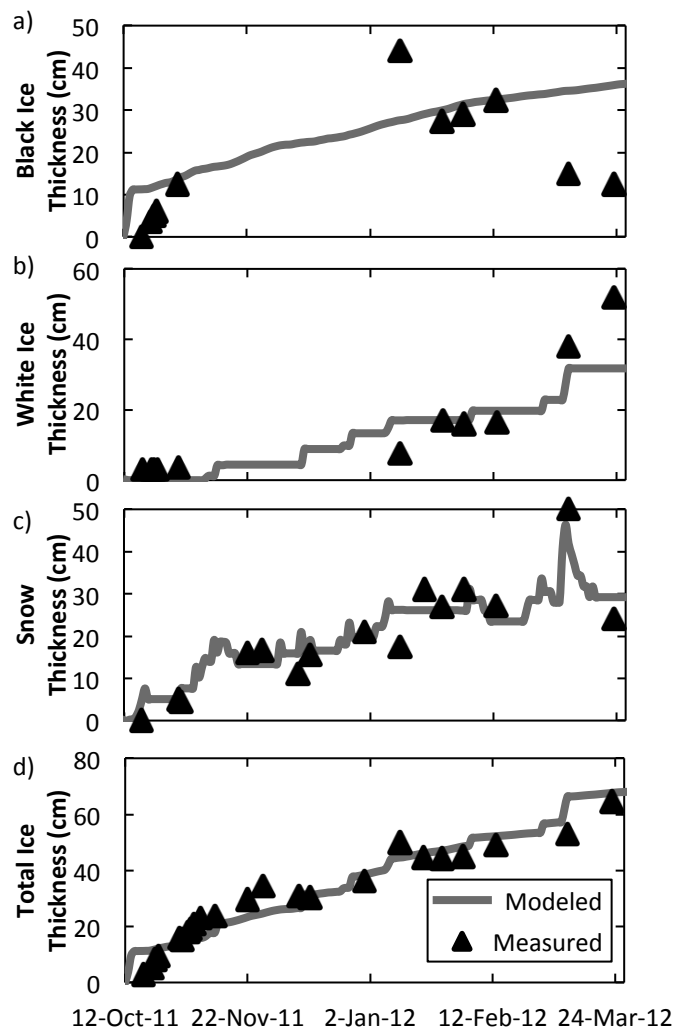 a)
50
40
30
20
10
0
Black Ice
Thickness (cm)
b)
60
40
20
0
White Ice
Thickness (cm)
c)
50
40
30
20
10
0
Snow
Thickness (cm)
d)
80
60
40
20
0
Total Ice
Thickness (cm)
Modeled
Measured
12-Oct-11 22-Nov-11 2-Jan-12 12-Feb-12 24-Mar-12